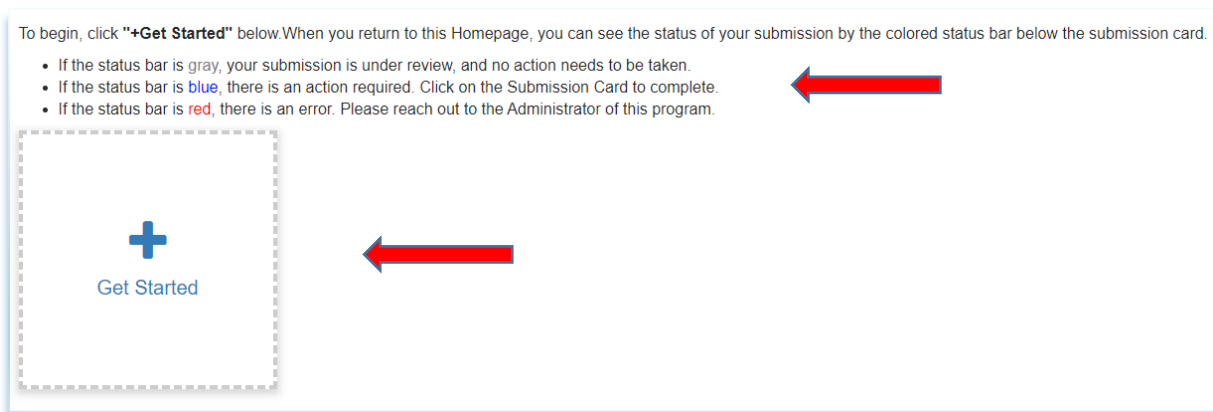 To begin, click "+Get Started" below.When you return to this Homepage, you can see the status of your submission by the colored status bar below the submission card.
• If the status bar is gray, your submission is under review, and no action needs to be taken.
• If the status bar is blue, there is an action required. Click on the Submission Card to complete.
• If the status bar is red, there is an error. Please reach out to the Administrator of this program.
Get Started